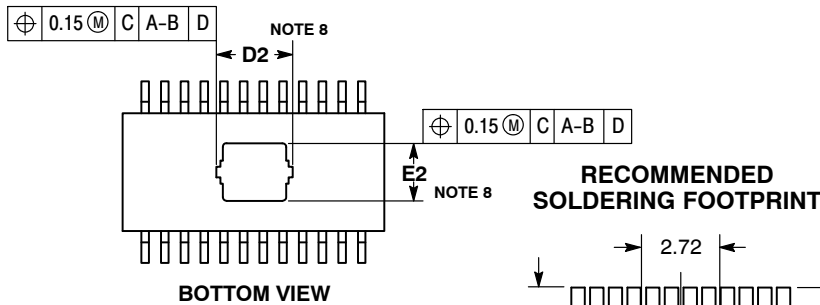 ⌖ 0.15 Ⓜ C A-B D
NOTE 8
D2
⌖ 0.15 Ⓜ C A-B D
E2
NOTE 8
RECOMMENDED
SOLDERING FOOTPRINT
2.72
BOTTOM VIEW